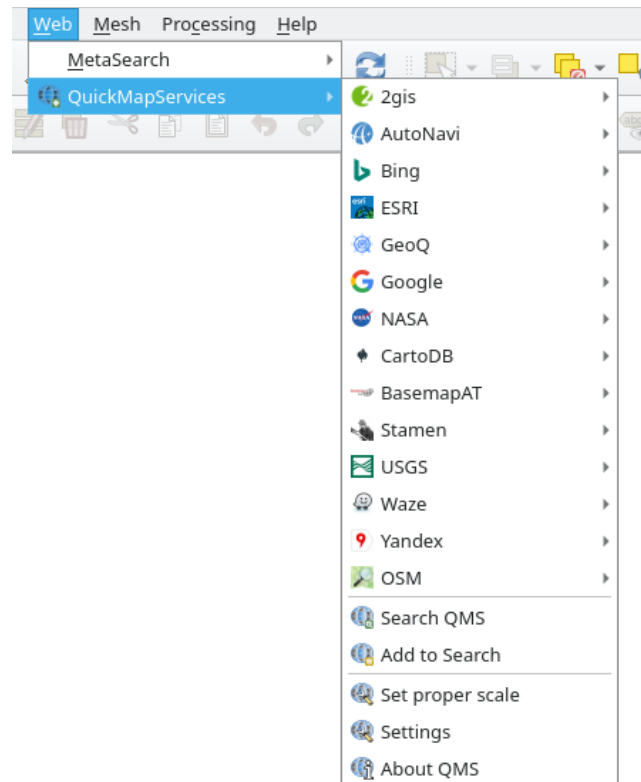 Web Mesh Processing Help
MetaSearch
QuickMapServices
2gis
AutoNavi
Bing
ESRI
GeoQ
Google
NASA
CartoDB
BasemapAT
Stamen
USGS
Waze
Yandex
OSM
Search QMS
Add to Search
Set proper scale
Settings
About QMS